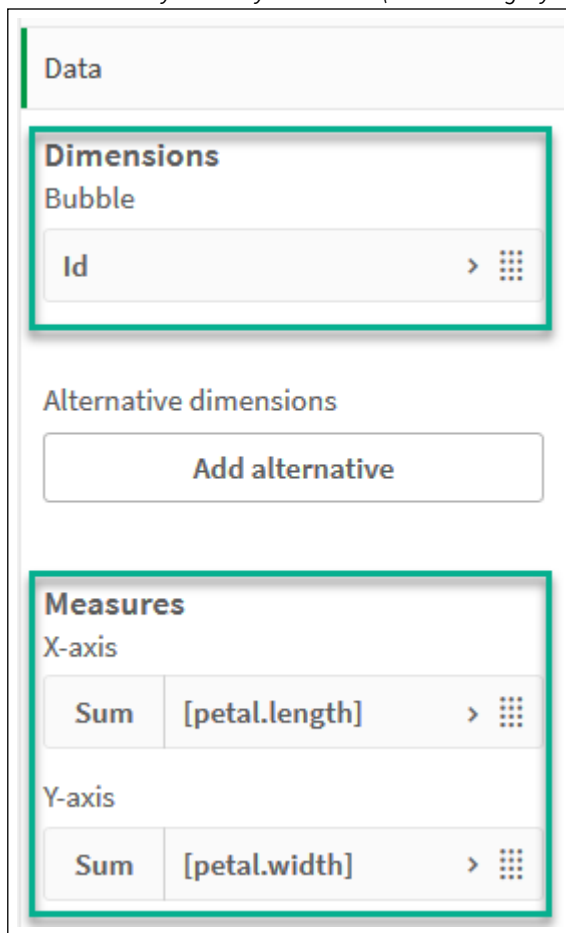 Data
Dimensions
Bubble
Id
Alternative dimensions
Add alternative
Measures
X-axis
Sum [petal.length]
Y-axis
Sum [petal.width]